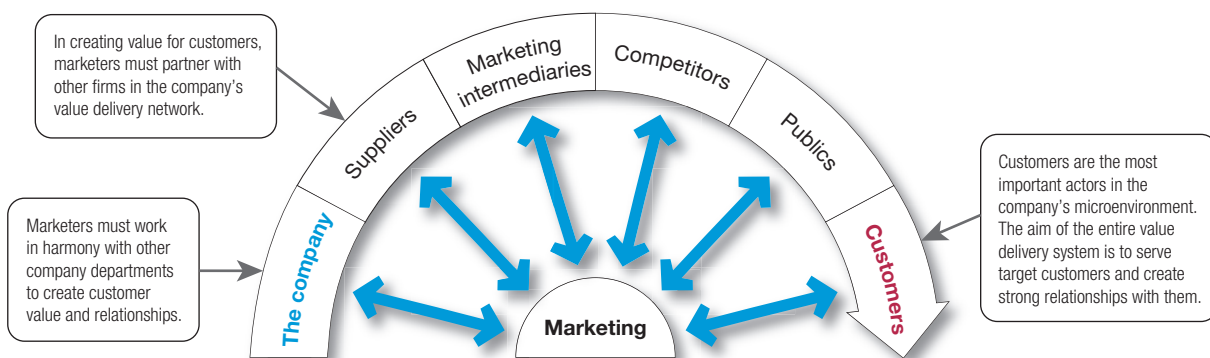 In creating value for customers,
marketers must partner with
other firms in the company’s
value delivery network.
Marketers must work
in harmony with other
company departments
to create customer
value and relationships.
The company
Suppliers
Marketing
intermediaries
Competitors
Publics
Customers
Marketing
Customers are the most
important actors in the
company’s microenvironment.
The aim of the entire value
delivery system is to serve
target customers and create
strong relationships with them.